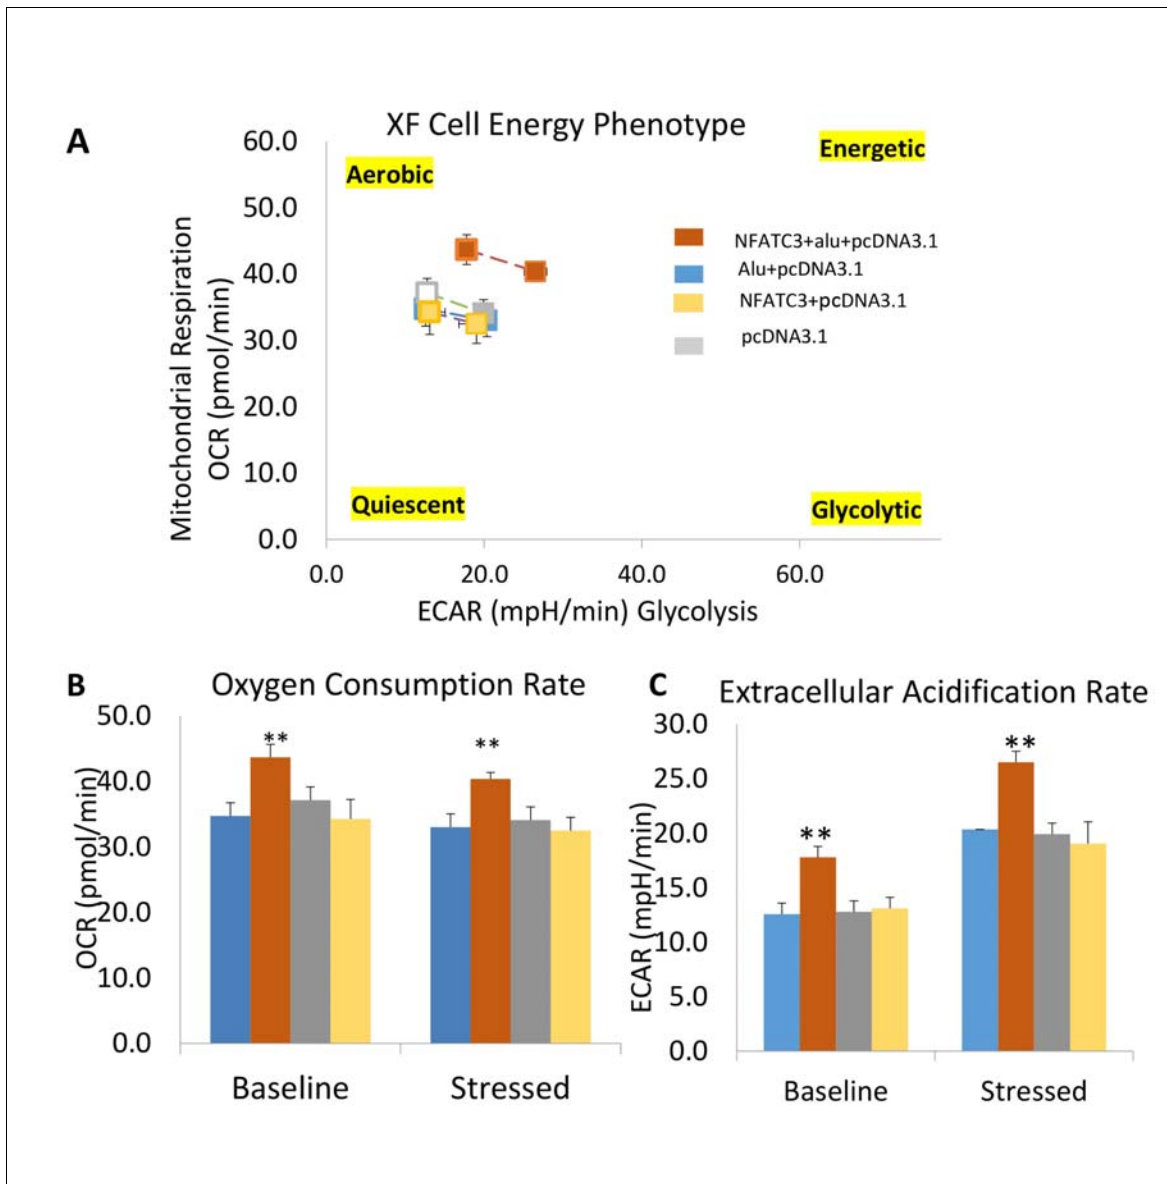 A
XF Cell Energy Phenotype
60.0
50.0
40.0
30.0
20.0
10.0
0.0
Mitochondrial Respiration
OCR (pmol/min)
Aerobic
Energetic
NFATC3+alu+pcDNA3.1
Alu+pcDNA3.1
NFATC3+pcDNA3.1
pcDNA3.1
Quiescent
Glycolytic
0.0 20.0 40.0 60.0
ECAR (mpH/min) Glycolysis
B
Oxygen Consumption Rate
50.0
40.0
30.0
20.0
10.0
0.0
OCR (pmol/min)
**
**
Baseline Stressed
C
Extracellular Acidification Rate
30.0
25.0
20.0
15.0
10.0
5.0
0.0
ECAR (mpH/min)
**
**
Baseline Stressed